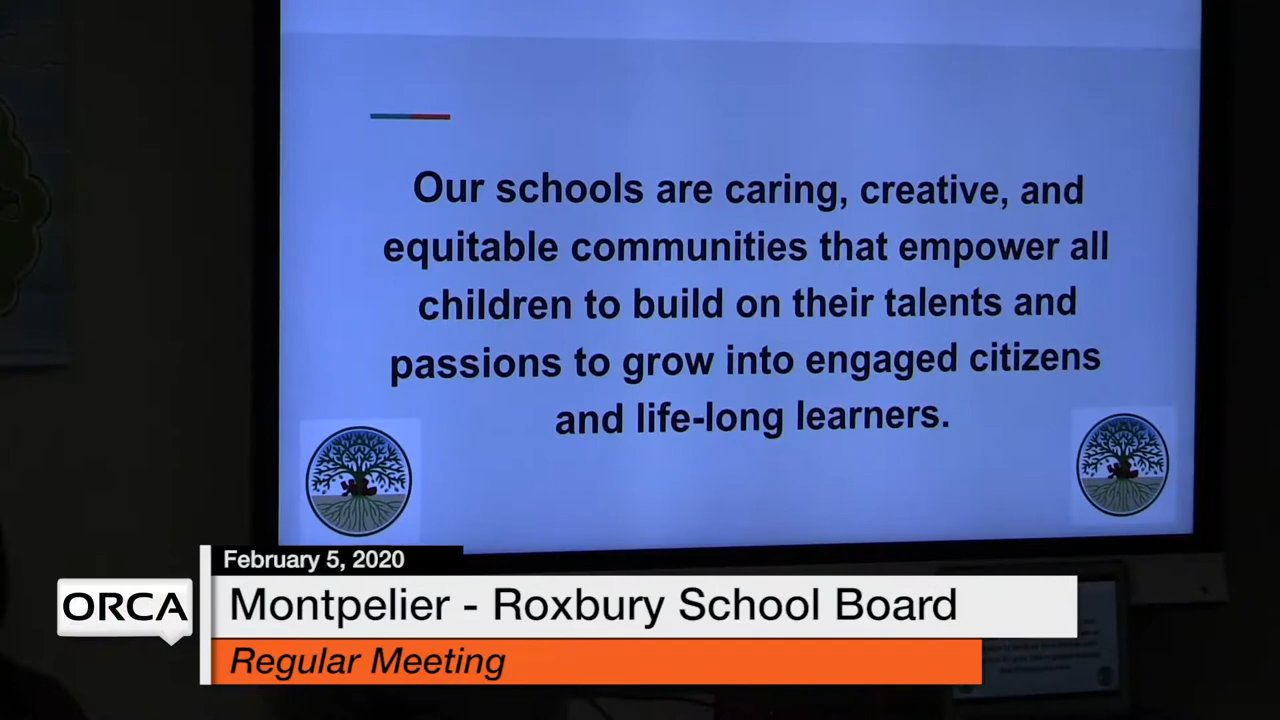 Our schools are caring, creative, and
equitable communities that empower all
children to build on their talents and
passions to grow into engaged citizens
and life-long learners.
February 5, 2020
ORCA
Montpelier - Roxbury School Board
Regular Meeting